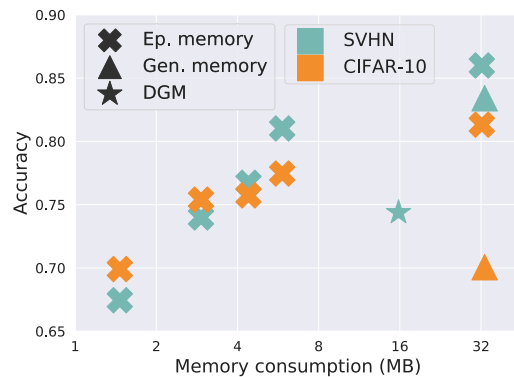 0.90
0.85
0.80
0.75
0.70
0.65
Accuracy
Ep. memory
Gen. memory
DGM
SVHN
CIFAR-10
1 2 4 8 16 32
Memory consumption (MB)